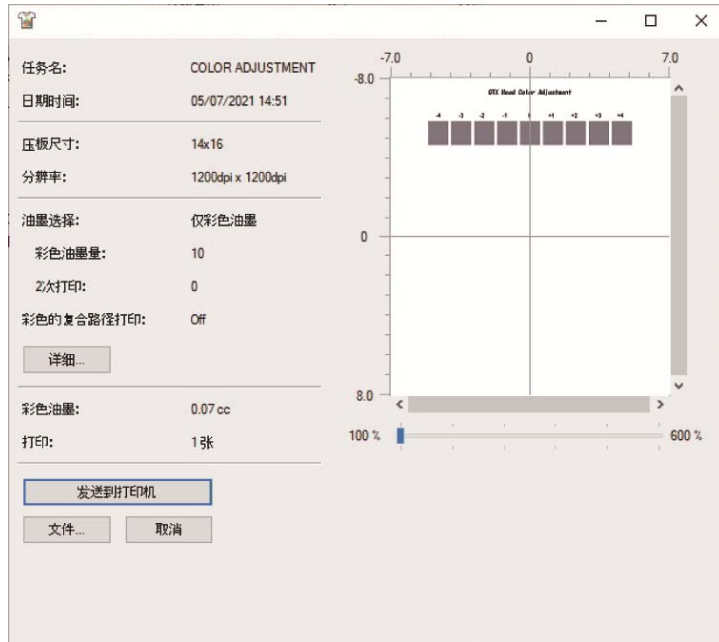 任务名: COLOR ADJUSTMENT
日期时间: 05/07/2021 14:51
压板尺寸: 14x16
分辨率: 1200dpi x 1200dpi
油墨选择: 仅彩色油墨
彩色油墨量: 10
2次打印: 0
彩色的复合路径打印: Off
详细...
彩色油墨: 0.07 cc
打印: 1张
发送到打印机
文件...
取消
-7.0 0 7.0
-8.0
GTX Head Color Adjustment
-4 -3 -2 -1 0 +1 +2 +3 +4
0
8.0
100 % 600 %